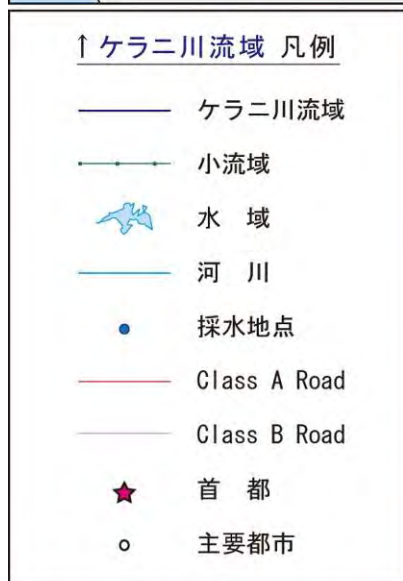 ↑ケラニ川流域 凡例
ケラニ川流域
小流域
水 域
河 川
採水地点
Class A Road
Class B Road
首 都
主要都市